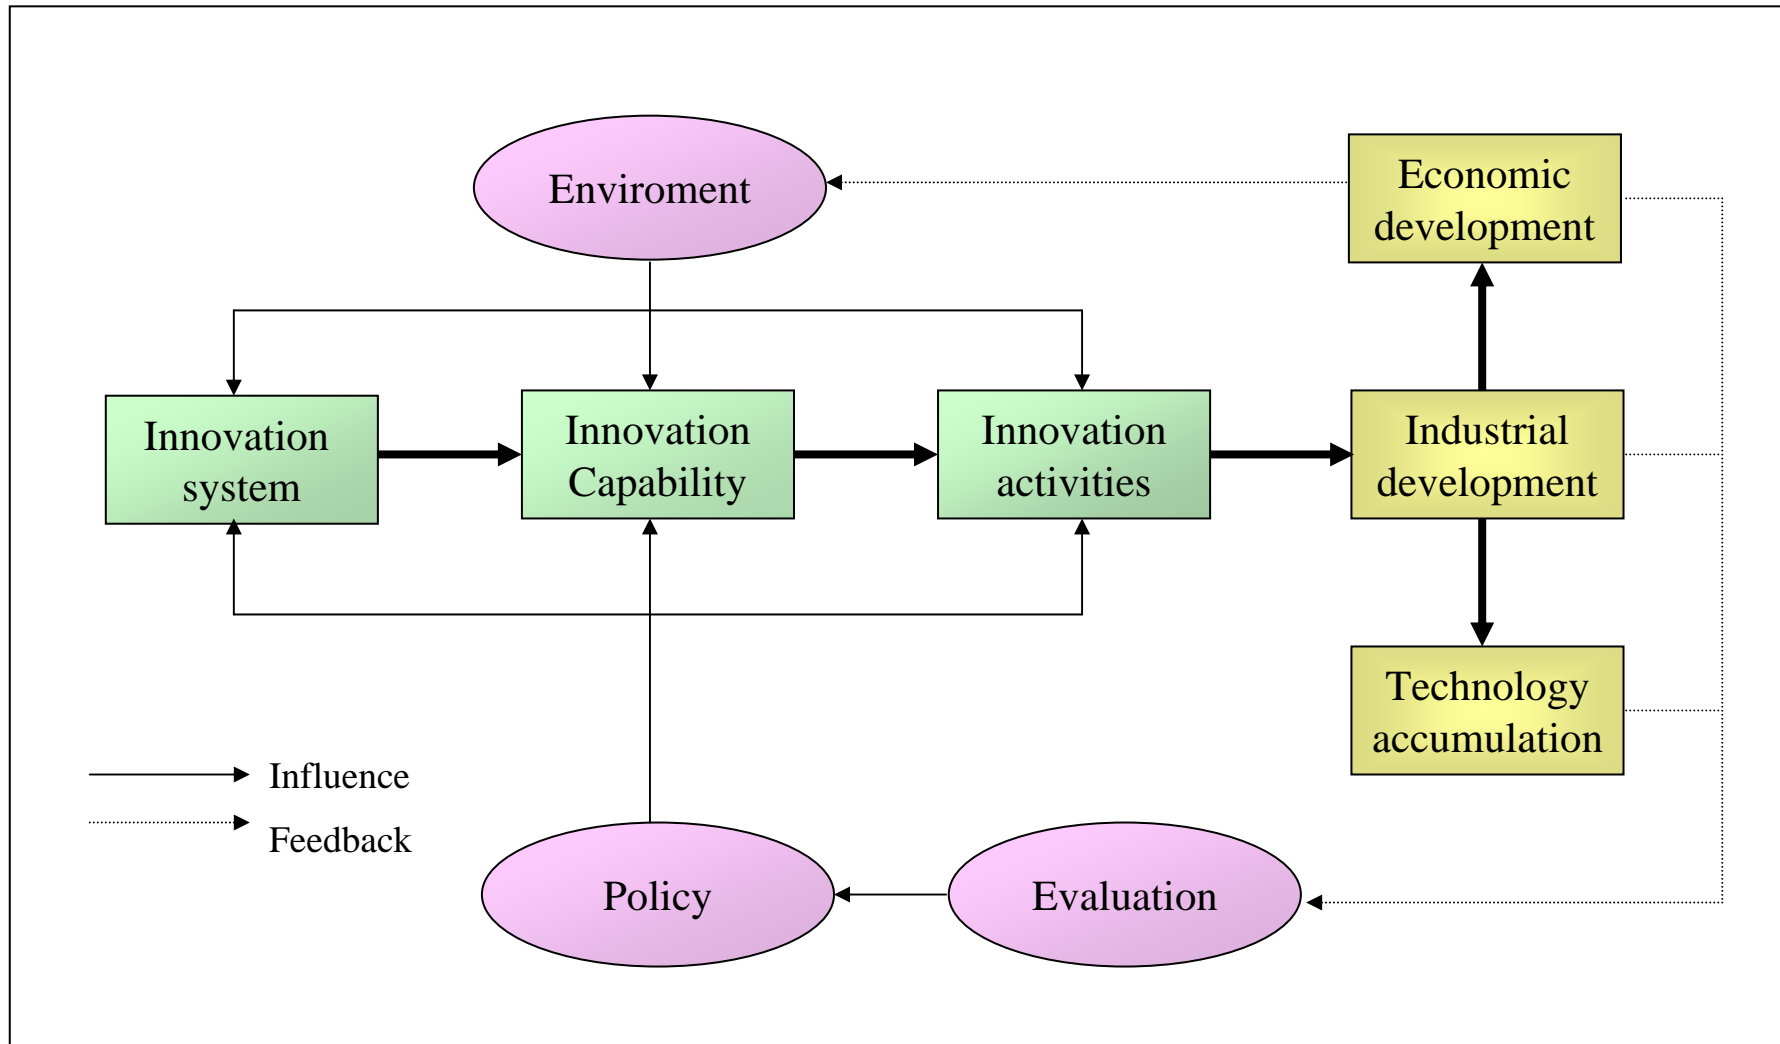 Enviroment
Economic
development
Innovation
system
Innovation
Capability
Innovation
activities
Industrial
development
Technology
accumulation
Influence
Feedback
Policy
Evaluation